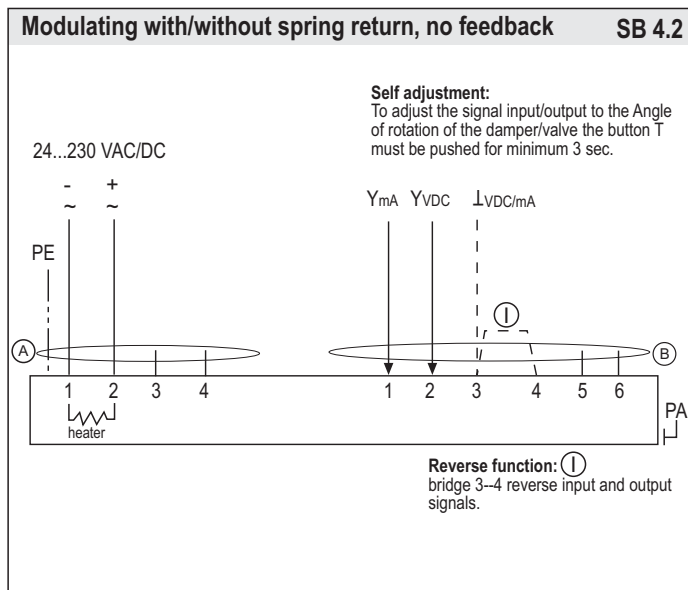 Modulating with/without spring return, no feedback SB 4.2
Self adjustment:
To adjust the signal input/output to the Angle
of rotation of the damper/valve the button T
must be pushed for minimum 3 sec.
24...230 VAC/DC
- +
~ ~
YmA YVDC ⊥VDC/mA
PE
I
A
B
1 2 3 4 1 2 3 4 5 6
heater
PA
Reverse function: I
bridge 3--4 reverse input and output
signals.